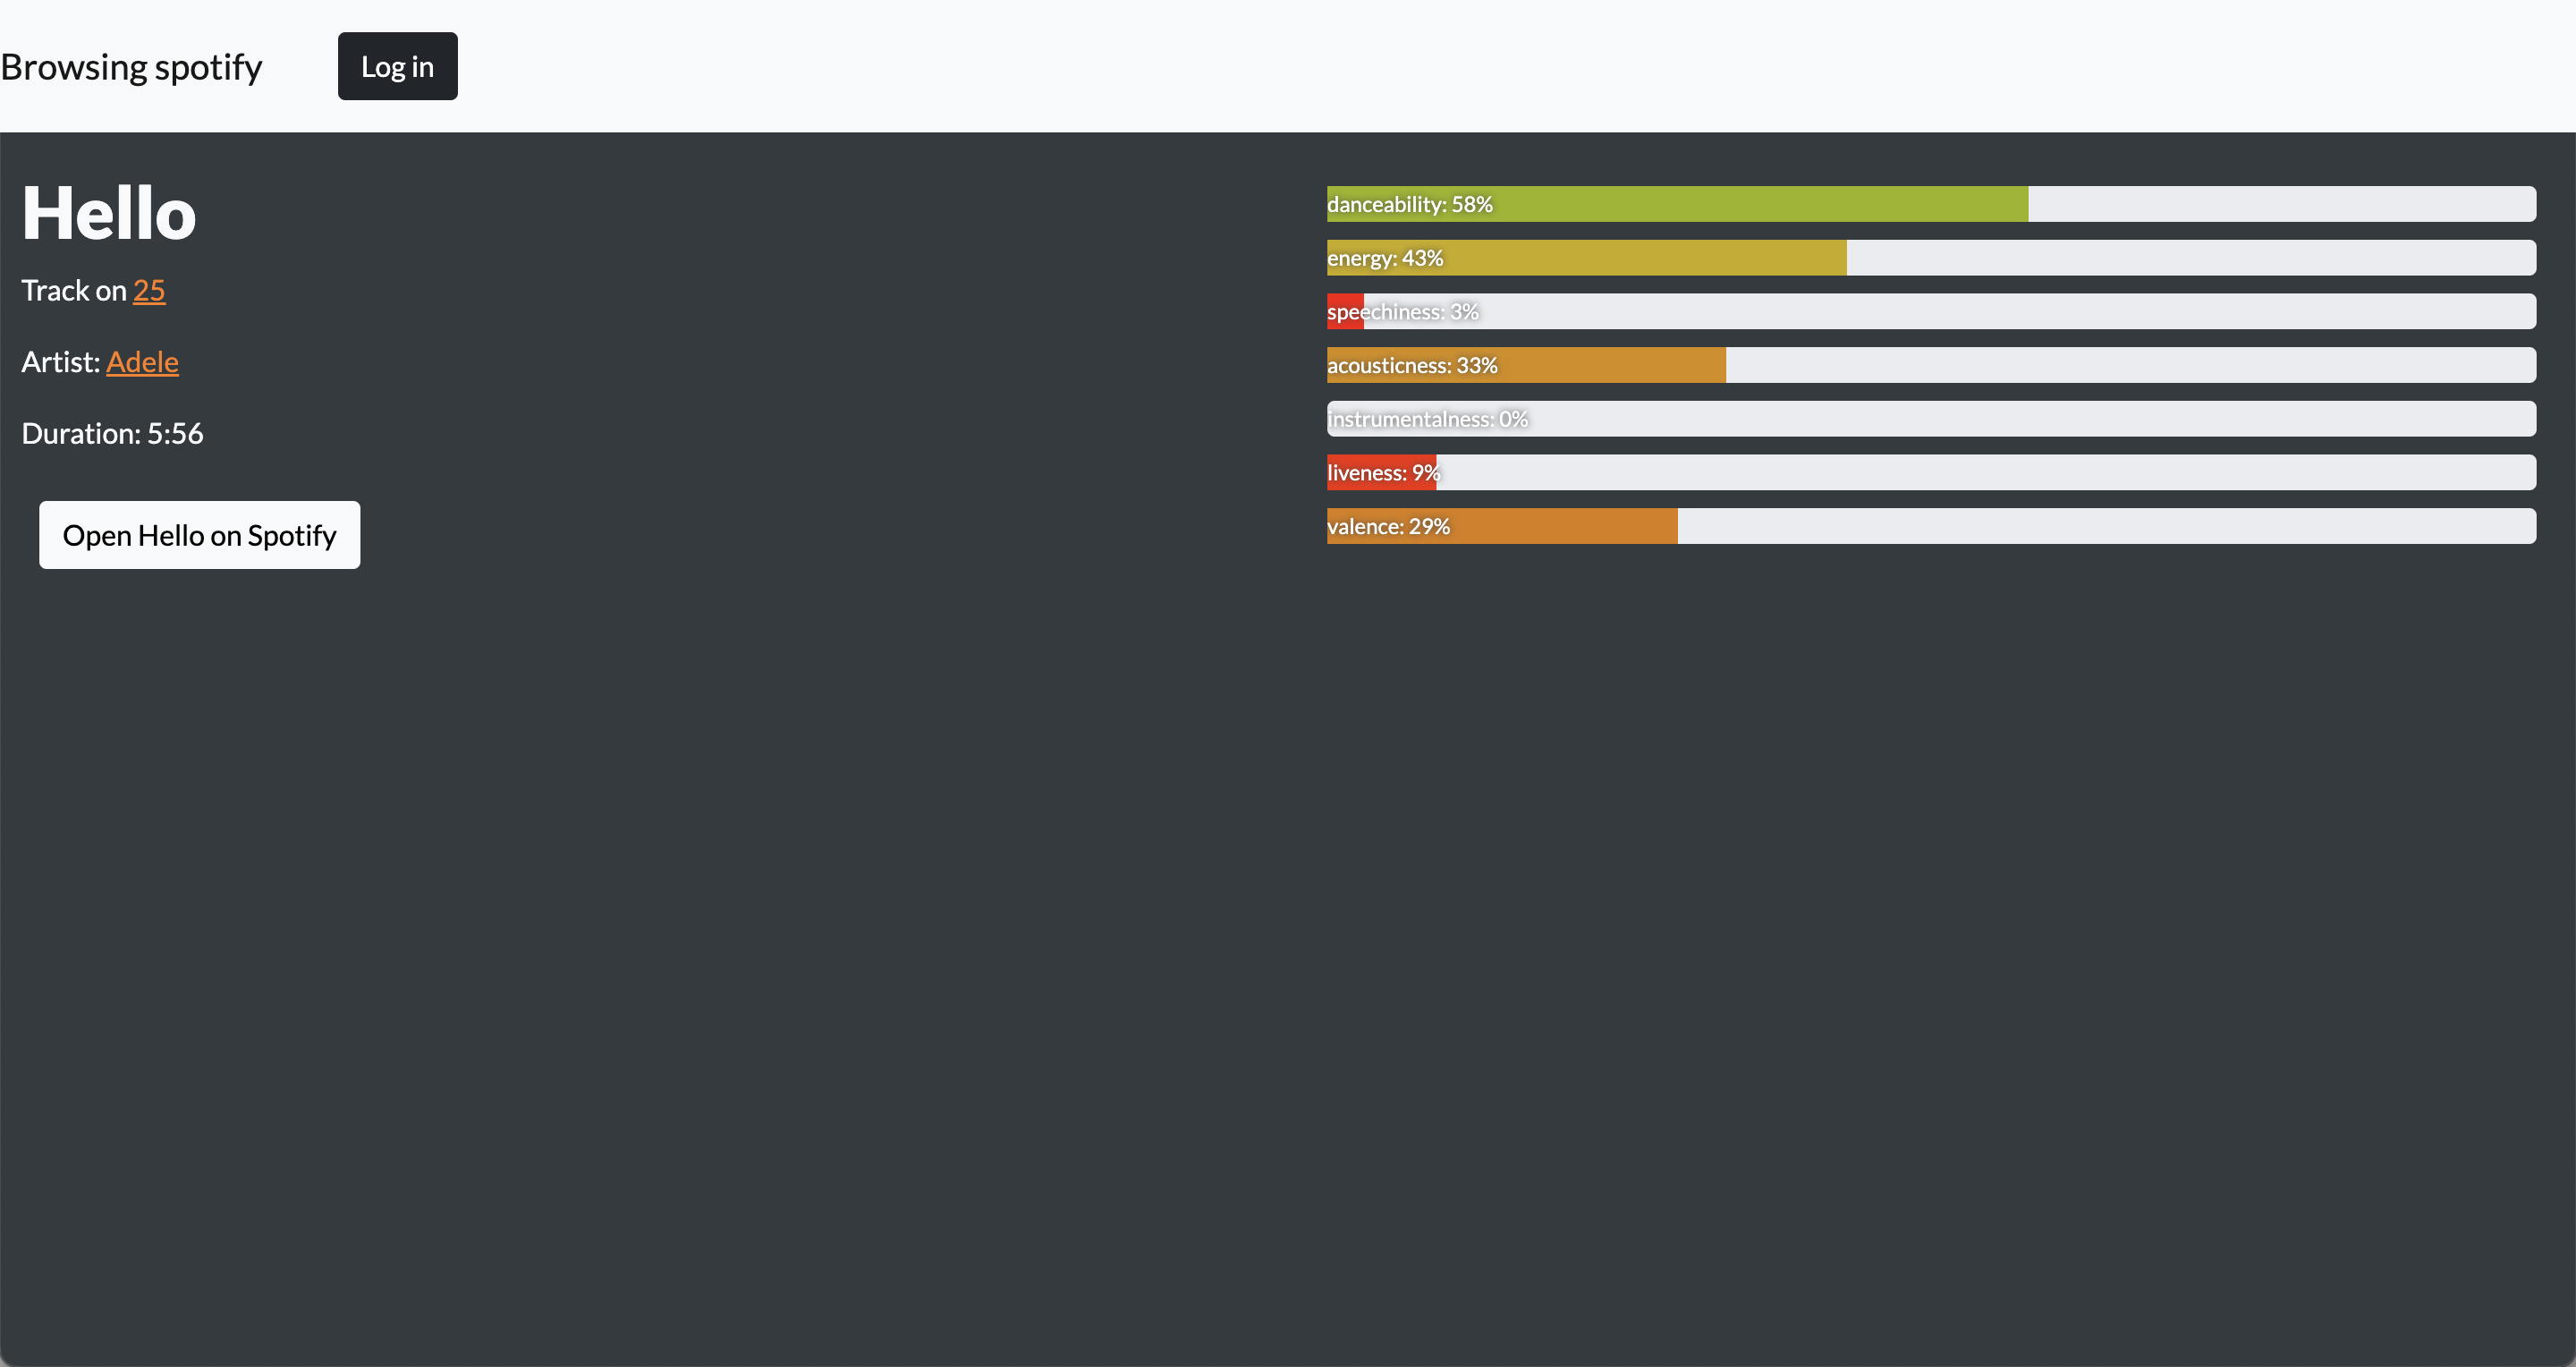 Browsing spotify
Log in
Hello
Track on 25
Artist: Adele
Duration: 5:56
Open Hello on Spotify
danceability: 58%
energy: 43%
speechiness: 3%
acousticness: 33%
instrumentalness: 0%
liveness: 9%
valence: 29%